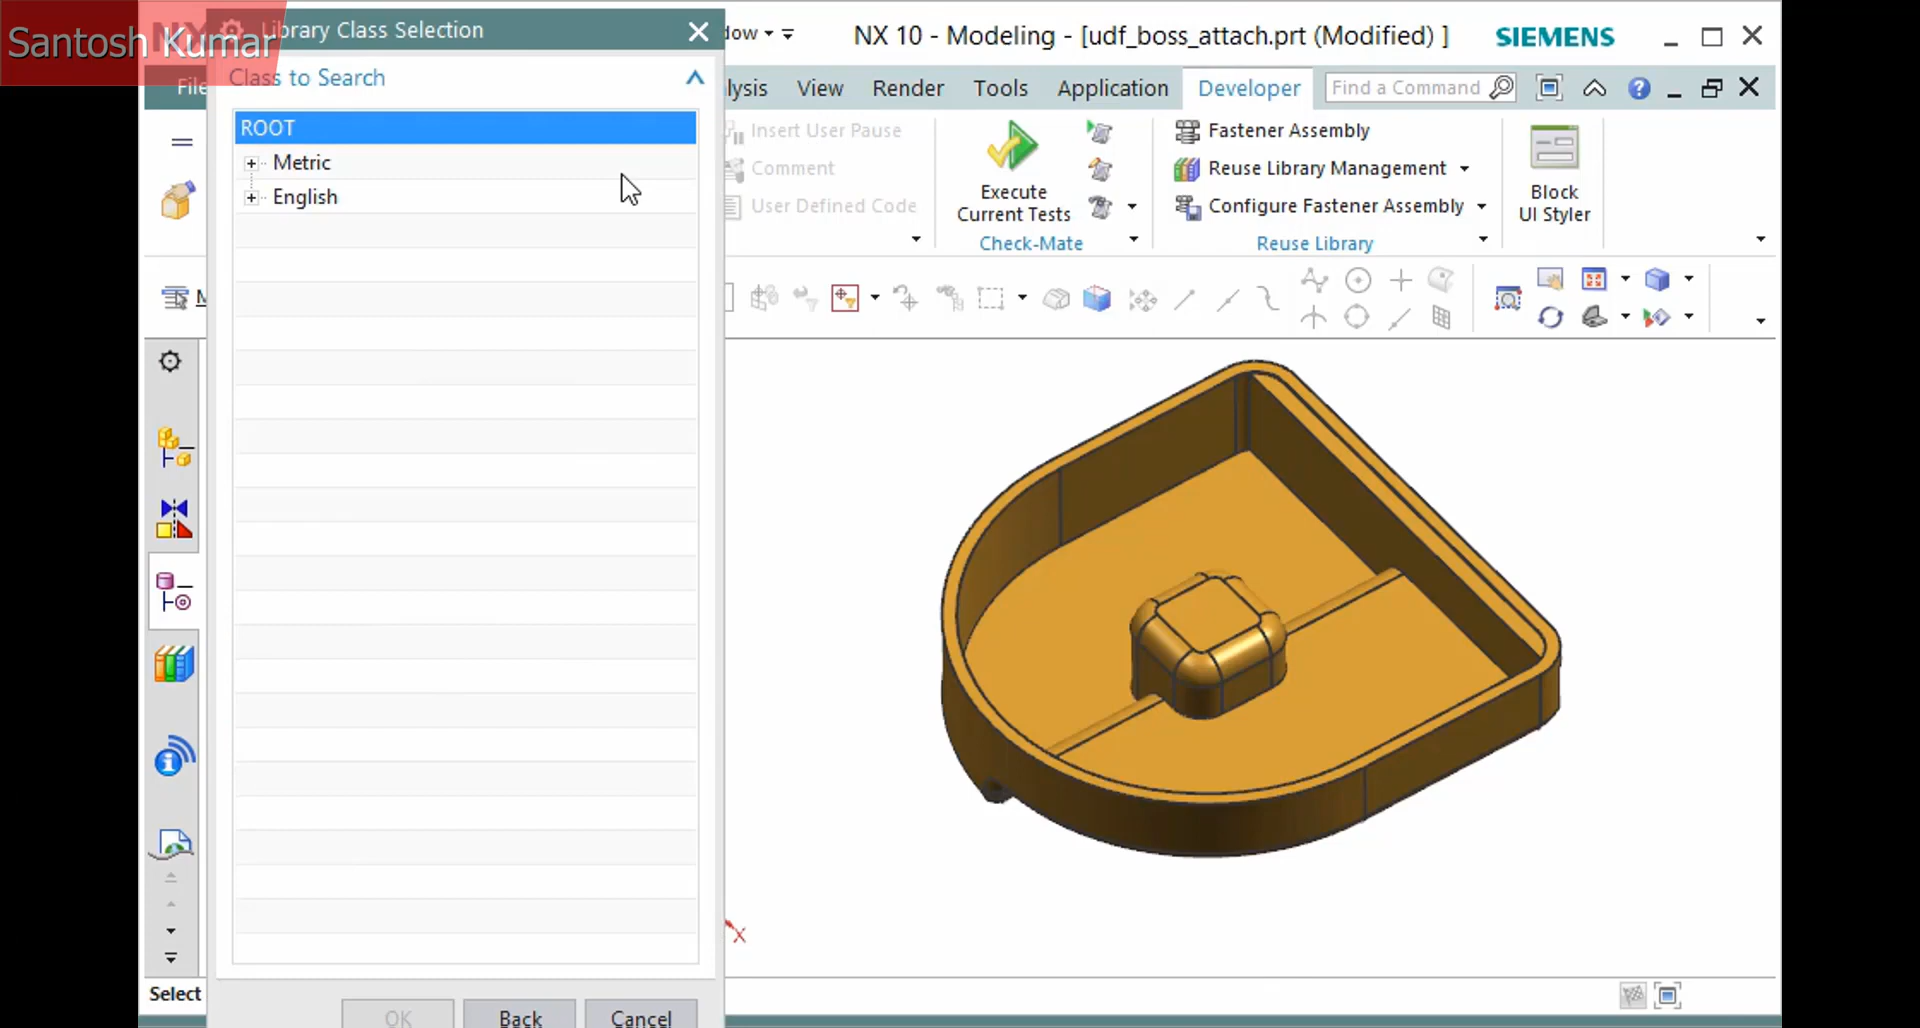 Santosh Kumar
Library Class Selection
dow
NX 10 - Modeling - [udf_boss_attach.prt (Modified) ]
SIEMENS
File
Class to Search
lysis
View
Render
Tools
Application
Developer
Find a Command
ROOT
Metric
English
Insert User Pause
Comment
User Defined Code
Execute
Current Tests
Check-Mate
Fastener Assembly
Reuse Library Management
Configure Fastener Assembly
Reuse Library
Block
UI Styler
M
X
Select
OK
Back
Cancel